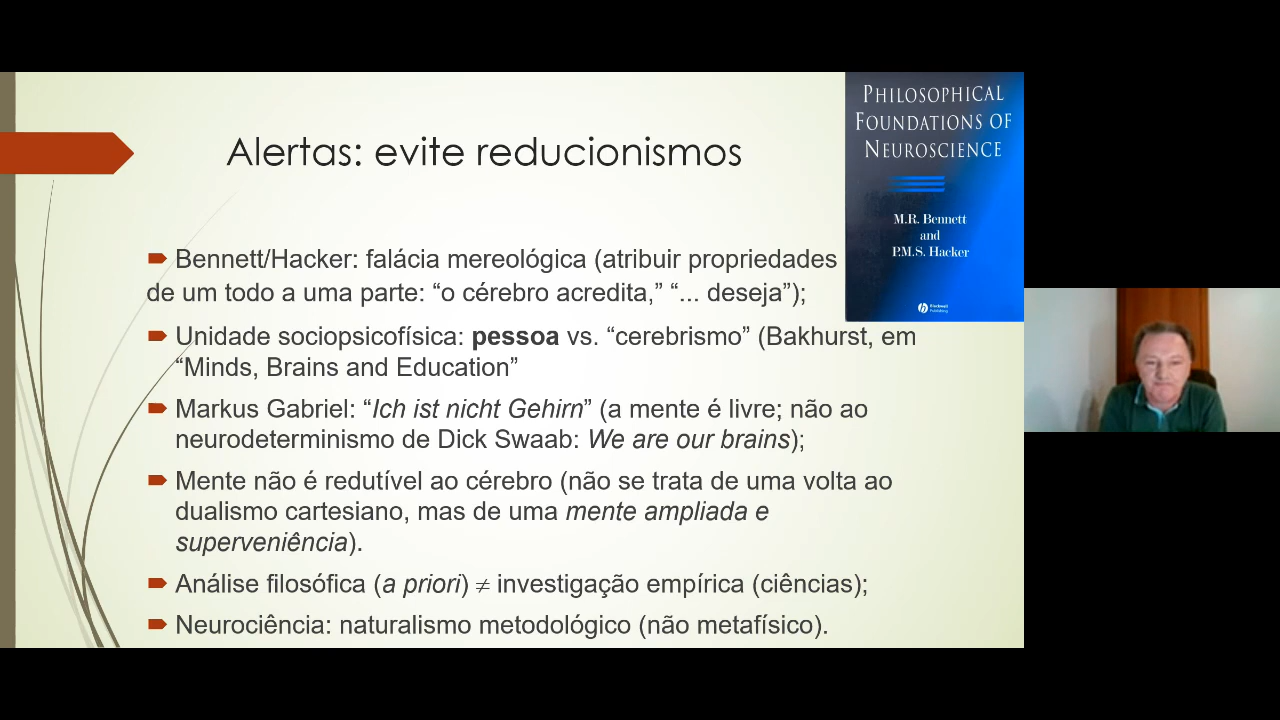 PHILOSOPHICAL
FOUNDATIONS OF
NEUROSCIENCE
M.R. Bennett
and
P.M.S. Hacker
Blackwell
Publishing
Alertas: evite reducionismos
Bennett/Hacker: falácia mereológica (atribuir propriedades
de um todo a uma parte: “o cérebro acredita,” “... deseja”);
Unidade sociopsicofísica: pessoa vs. “cerebrismo” (Bakhurst, em
“Minds, Brains and Education”
Markus Gabriel: “Ich ist nicht Gehirn” (a mente é livre; não ao
neurodeterminismo de Dick Swaab: We are our brains);
Mente não é redutível ao cérebro (não se trata de uma volta ao
dualismo cartesiano, mas de uma mente ampliada e
superveniência).
Análise filosófica (a priori) ≠ investigação empírica (ciências);
Neurociência: naturalismo metodológico (não metafísico).